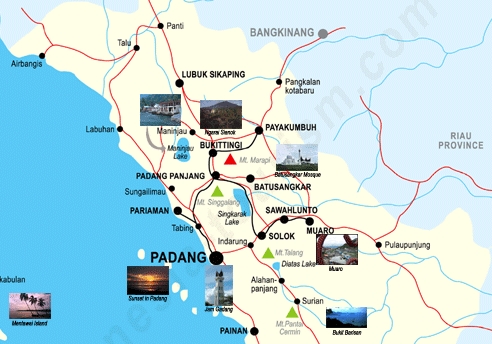 Panti
BANGKINANG
Talu
Airbangis
LUBUK SIKAPING
Pangkalan
kotabaru
Ngarai Sianok
Labuhan
Maninjau
PAYAKUMBUH
RIAU
PROVINCE
Maninjau
Lake
BUKITTINGI
Mt. Marapi
Batusangkar Mosque
PADANG PANJANG
BATUSANGKAR
Sungailimau
Mt. Singgalang
PARIAMAN
Singkarak
Lake
SAWAHLUNTO
Tabing
SOLOK
MUARO
Indarung
Pulaupunjung
PADANG
Mt.Talang
Diatas Lake
Muaro
kabulan
Alahan-
panjang
Sunset in Padang
Jam Gadang
Surian
Mentawai Island
Mt.Pantai
Cermin
Bukit Barisan
PAINAN